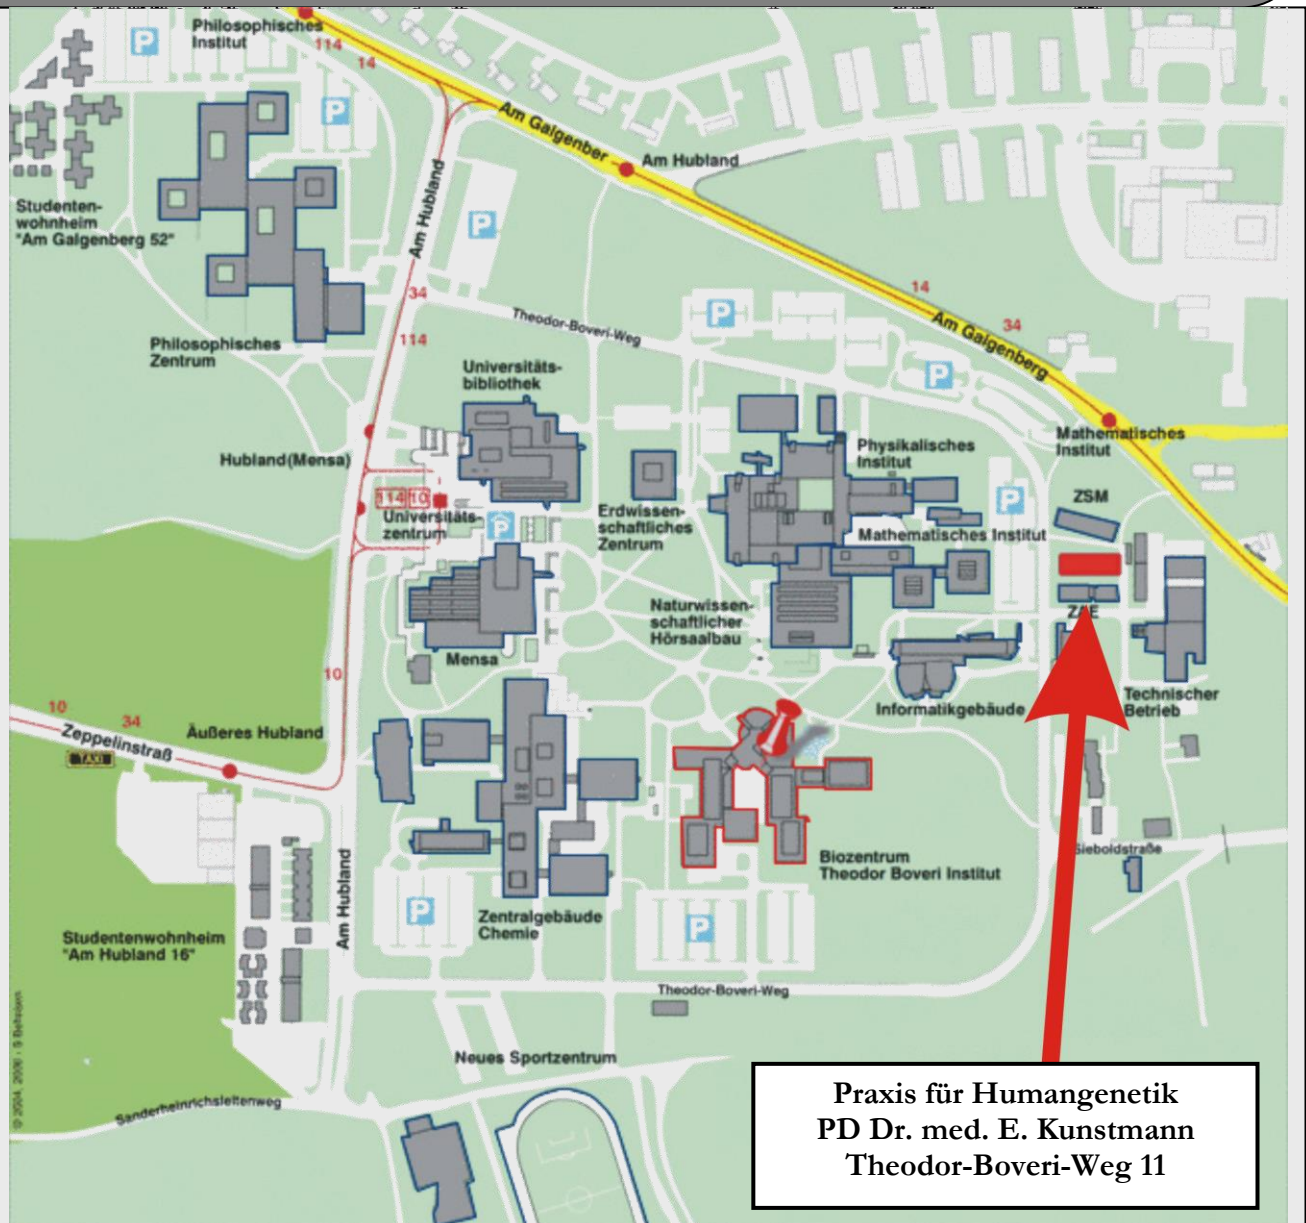 Philosophisches
Institut
P
114
14
P
Am Galgenber
Am Hubland
Am Hubland
P
Studenten-
wohnheim
"Am Galgenberg 52"
34
14
Theodor-Boveri-Weg
P
Am Galgenberg
34
114
Philosophisches
Zentrum
Universitäts-
bibliothek
P
Mathematisches
Institut
Hubland(Mensa)
Physikalisches
Institut
114 10
Universitäts-
zentrum
P
Erdwissen-
schaftliches
Zentrum
P
ZSM
Mathematisches Institut
Naturwissen-
schaftlicher
Hörsaalbau
ZAE
Mensa
10
10
34
Zeppelinstraß
TAXI
Äußeres Hubland
Informatikgebäude
Technischer
Betrieb
Biozentrum
Theodor Boveri Institut
Sieboldstraße
Am Hubland
P
Zentralgebäude
Chemie
P
Studentenwohnheim
"Am Hubland 16"
Theodor-Boveri-Weg
Neues Sportzentrum
Sanderheinrichsleitenweg
Praxis für Humangenetik
PD Dr. med. E. Kunstmann
Theodor-Boveri-Weg 11